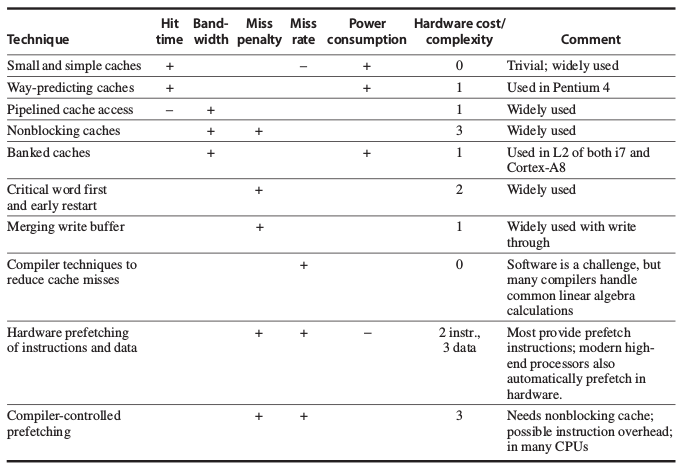 Technique Hit time Band-width Miss penalty Miss rate Power consumption Hardware cost/ complexity Comment
Small and simple caches + – + 0 Trivial; widely used
Way-predicting caches + + 1 Used in Pentium 4
Pipelined cache access – + 1 Widely used
Nonblocking caches + + 3 Widely used
Banked caches + + 1 Used in L2 of both i7 and
Cortex-A8
Critical word first + 2 Widely used
and early restart
Merging write buffer + 1 Widely used with write
through
Compiler techniques to + 0 Software is a challenge, but
reduce cache misses many compilers handle
common linear algebra
calculations
Hardware prefetching + + – 2 instr., Most provide prefetch
of instructions and data 3 data instructions; modern high-
end processors also
automatically prefetch in
hardware.
Compiler-controlled + + 3 Needs nonblocking cache;
prefetching possible instruction overhead;
in many CPUs